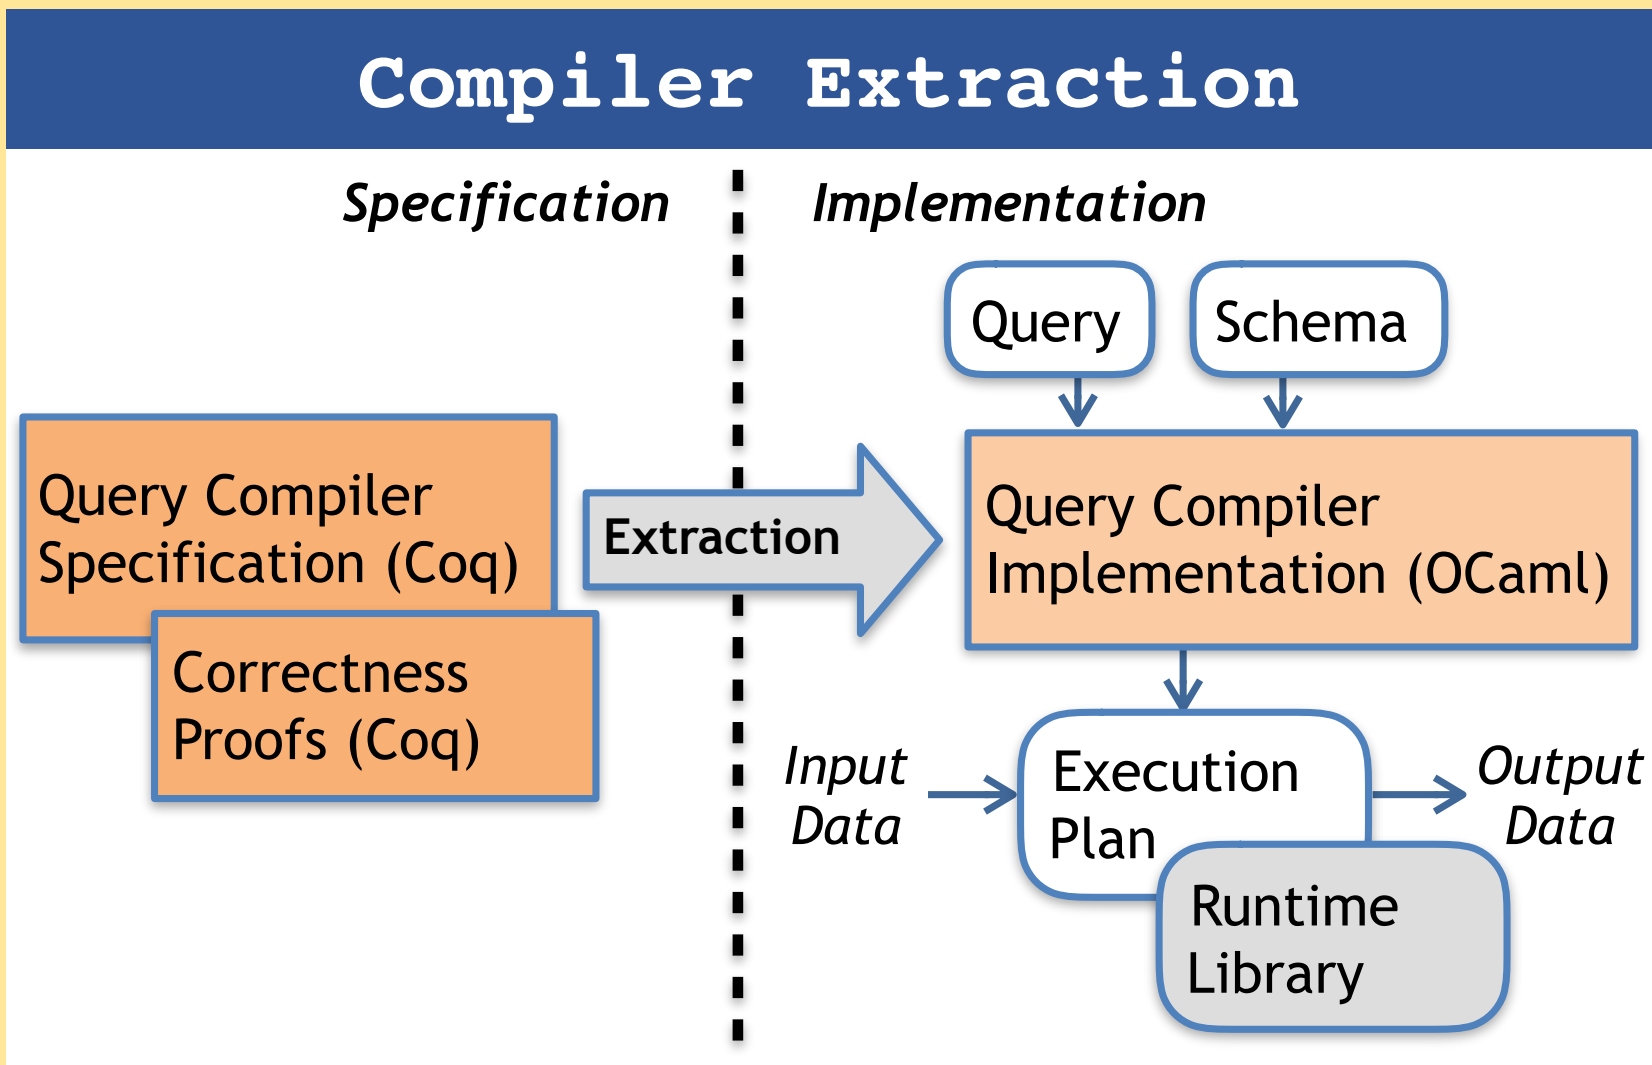 Compiler Extraction
Specification
Implementation
Query
Schema
Query Compiler
Specification (Coq)
Correctness
Proofs (Coq)
Extraction
Query Compiler
Implementation (OCaml)
Input
Data
Execution
Plan
Output
Data
Runtime
Library